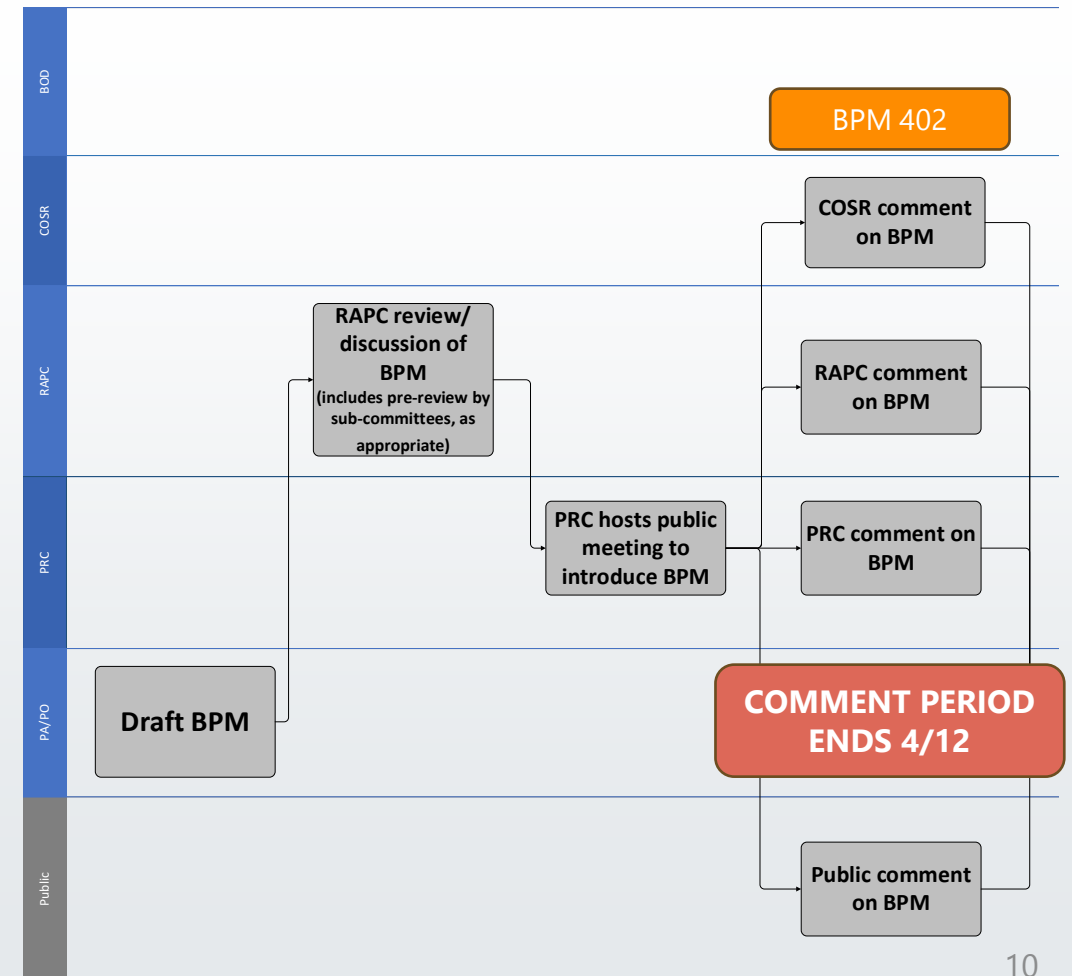 BOD
BPM 402
COSR
COSR comment
on BPM
RAPC
RAPC review/
discussion of
BPM
(includes pre-review by
sub-committees, as
appropriate)
RAPC comment
on BPM
PRC
PRC hosts public
meeting to
introduce BPM
PRC comment on
BPM
PA/PO
Draft BPM
COMMENT PERIOD
ENDS 4/12
Public
Public comment
on BPM
10